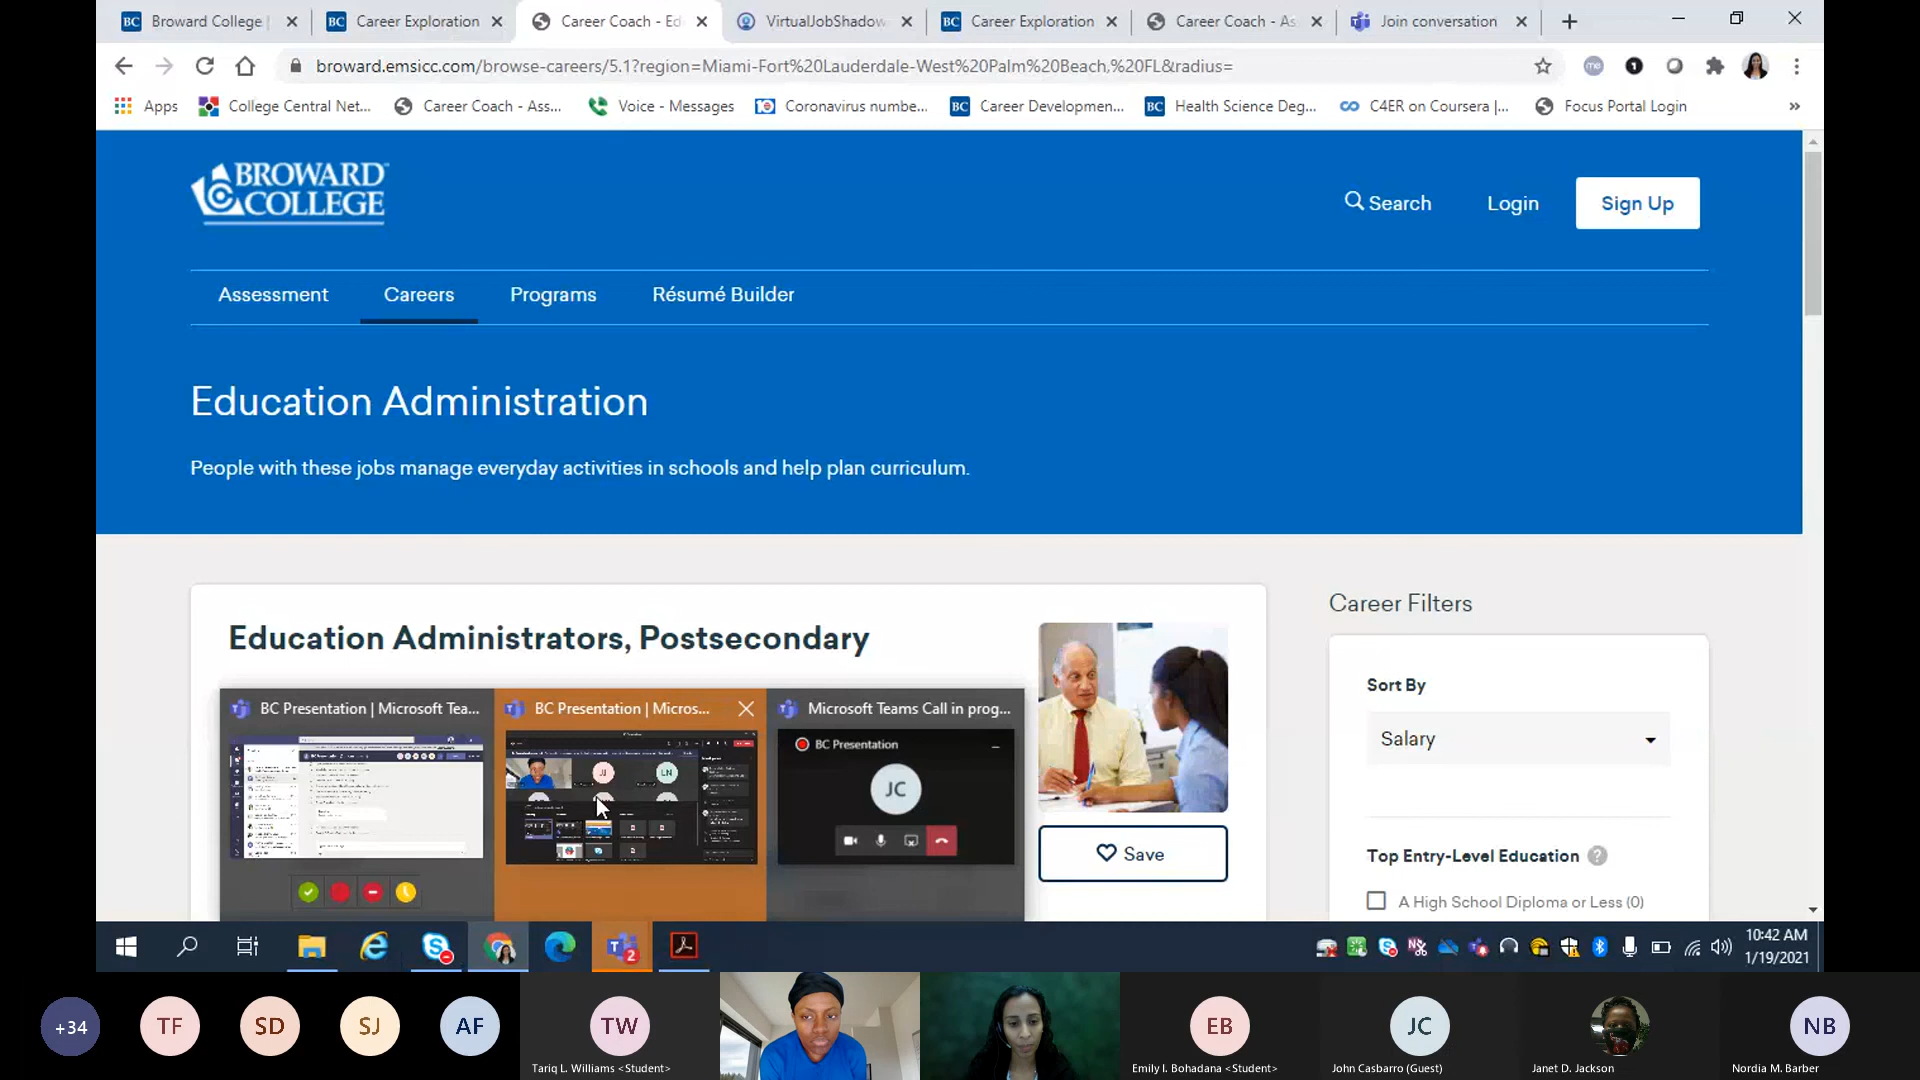 Broward College |
Career Exploration
Career Coach - Ed
VirtualJobShadow
Career Exploration
Career Coach - As
Join conversation
broward.emsicc.com/browse-careers/5.1?region=Miami-Fort%20Lauderdale-West%20Palm%20Beach,%20FL&radius=
Apps
College Central Net...
Career Coach - Ass...
Voice - Messages
Coronavirus numbe...
Career Developmen...
Health Science Deg...
C4ER on Coursera |...
Focus Portal Login
BROWARD
COLLEGE
Search
Login
Sign Up
Assessment
Careers
Programs
Résumé Builder
Education Administration
People with these jobs manage everyday activities in schools and help plan curriculum.
Education Administrators, Postsecondary
Save
Career Filters
Sort By
Salary
Top Entry-Level Education
A High School Diploma or Less (0)
BC Presentation | Microsoft Tea...
BC Presentation | Micros...
Microsoft Teams Call in prog...
BC Presentation
JC
10:42 AM
1/19/2021
+34
TF
SD
SJ
AF
TW
EB
JC
NB
Tariq L. Williams <Student>
Emily I. Bohadana <Student>
John Casbarro (Guest)
Janet D. Jackson
Nordia M. Barber